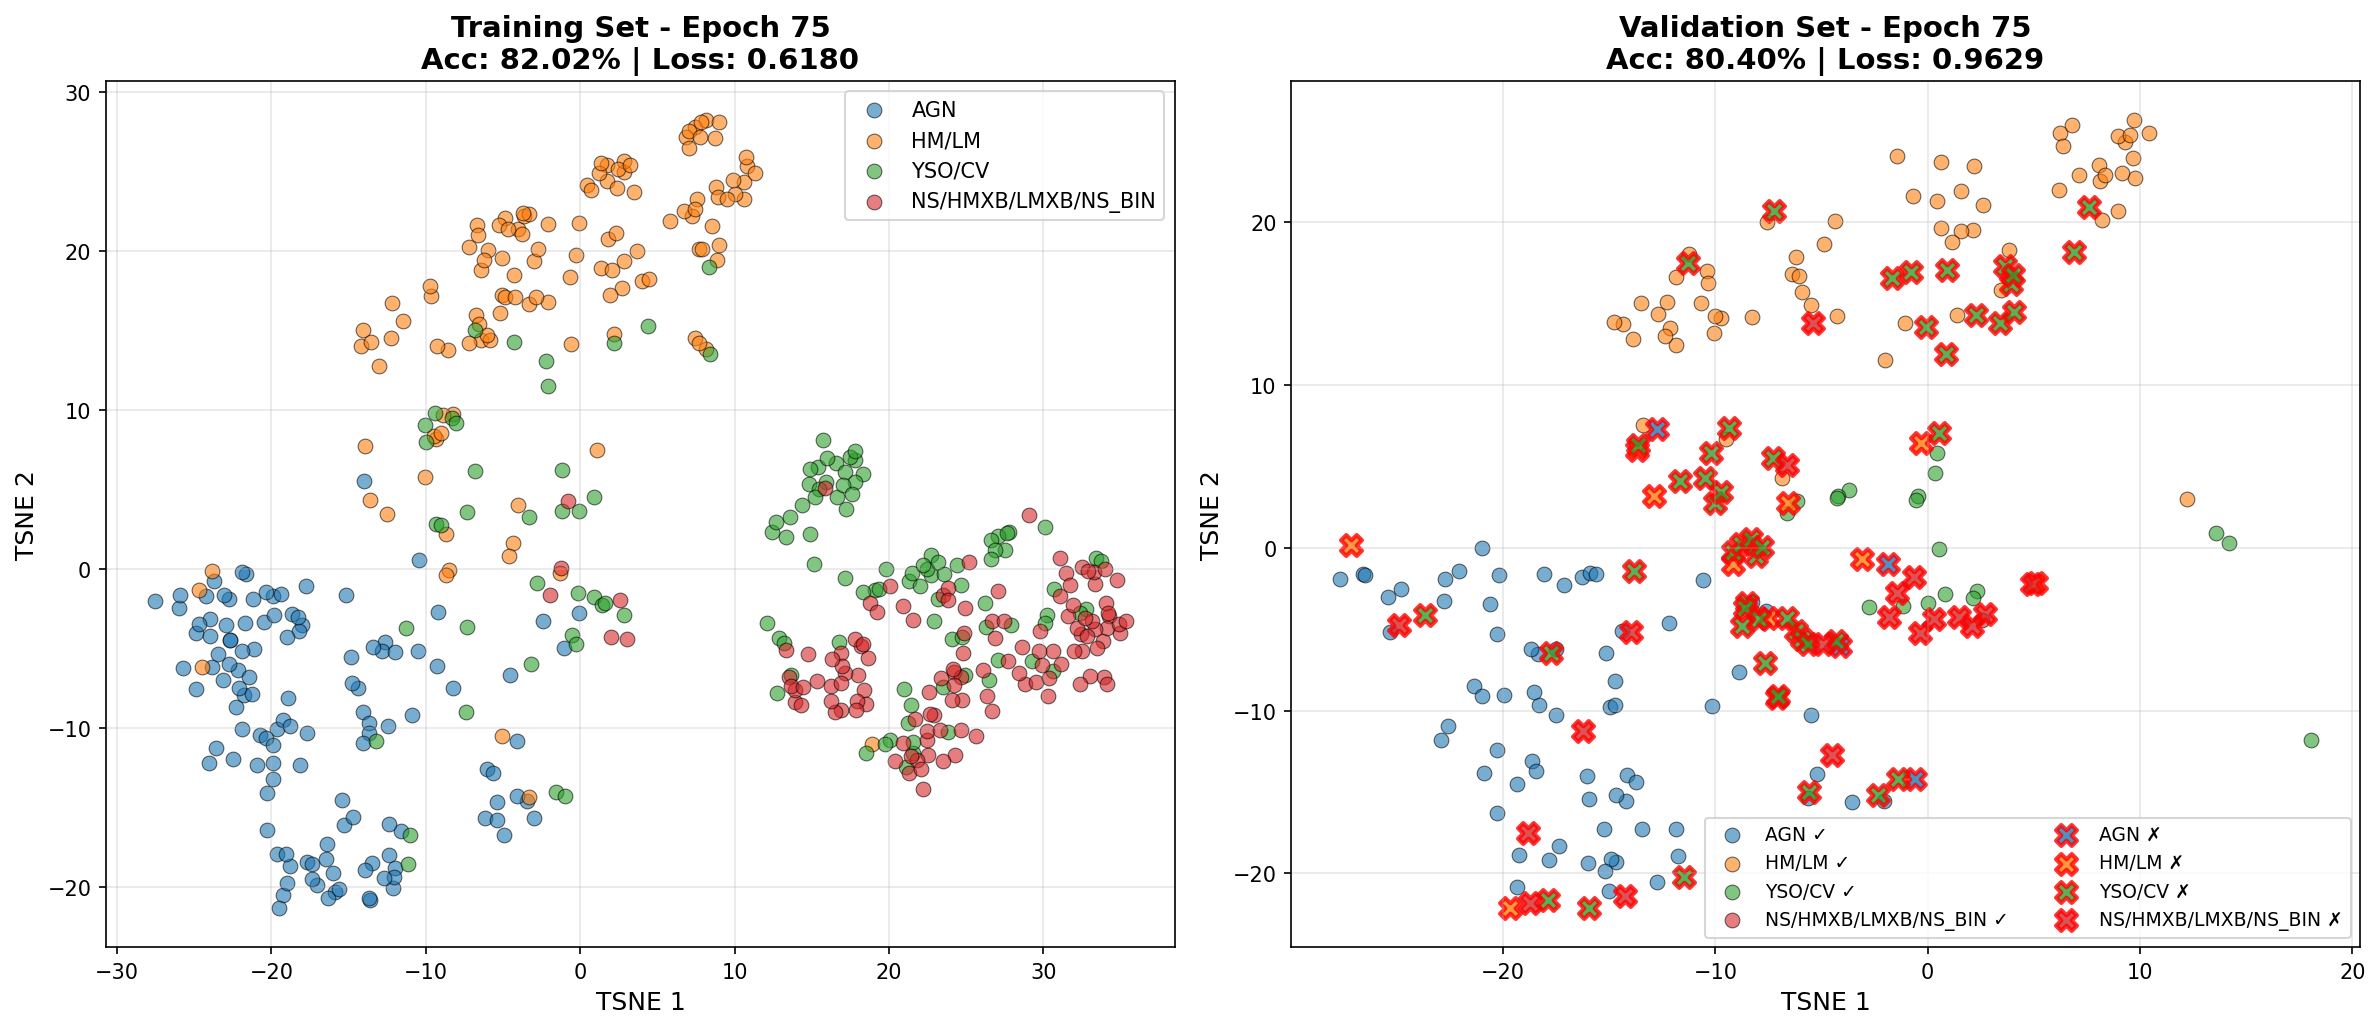 Training Set - Epoch 75
Acc: 82.02% | Loss: 0.6180
AGN
HM/LM
YSO/CV
NS/HMXB/LMXB/NS_BIN
30
20
10
0
−10
−20
TSNE 2
−30
−20
−10
0
10
20
30
TSNE 1
Validation Set - Epoch 75
Acc: 80.40% | Loss: 0.9629
20
10
0
−10
−20
TSNE 2
AGN ✓
HM/LM ✓
YSO/CV ✓
NS/HMXB/LMXB/NS_BIN ✓
AGN ✗
HM/LM ✗
YSO/CV ✗
NS/HMXB/LMXB/NS_BIN ✗
−20
−10
0
10
20
TSNE 1